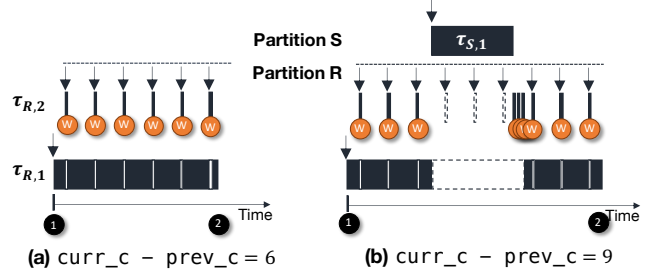 Partition S
τS,1
Partition R
τR,2
W W W W W W
W W W W W W W
τR,1
1 2 Time
1 2 Time
(a) curr_c – prev_c = 6
(b) curr_c – prev_c = 9